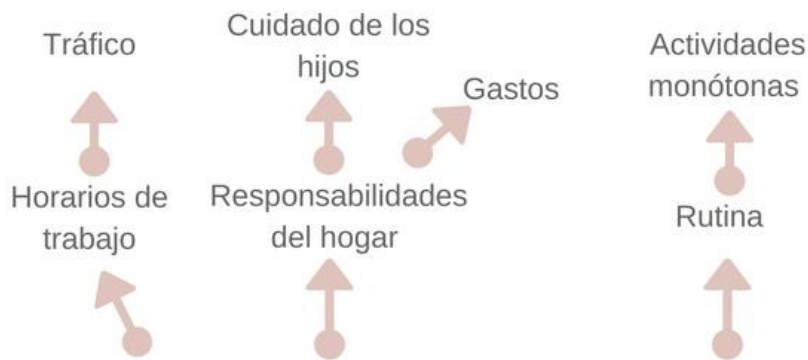 Tráfico
Cuidado de los
hijos
Gastos
Actividades
monótonas
Horarios de
trabajo
Responsabilidades
del hogar
Rutina